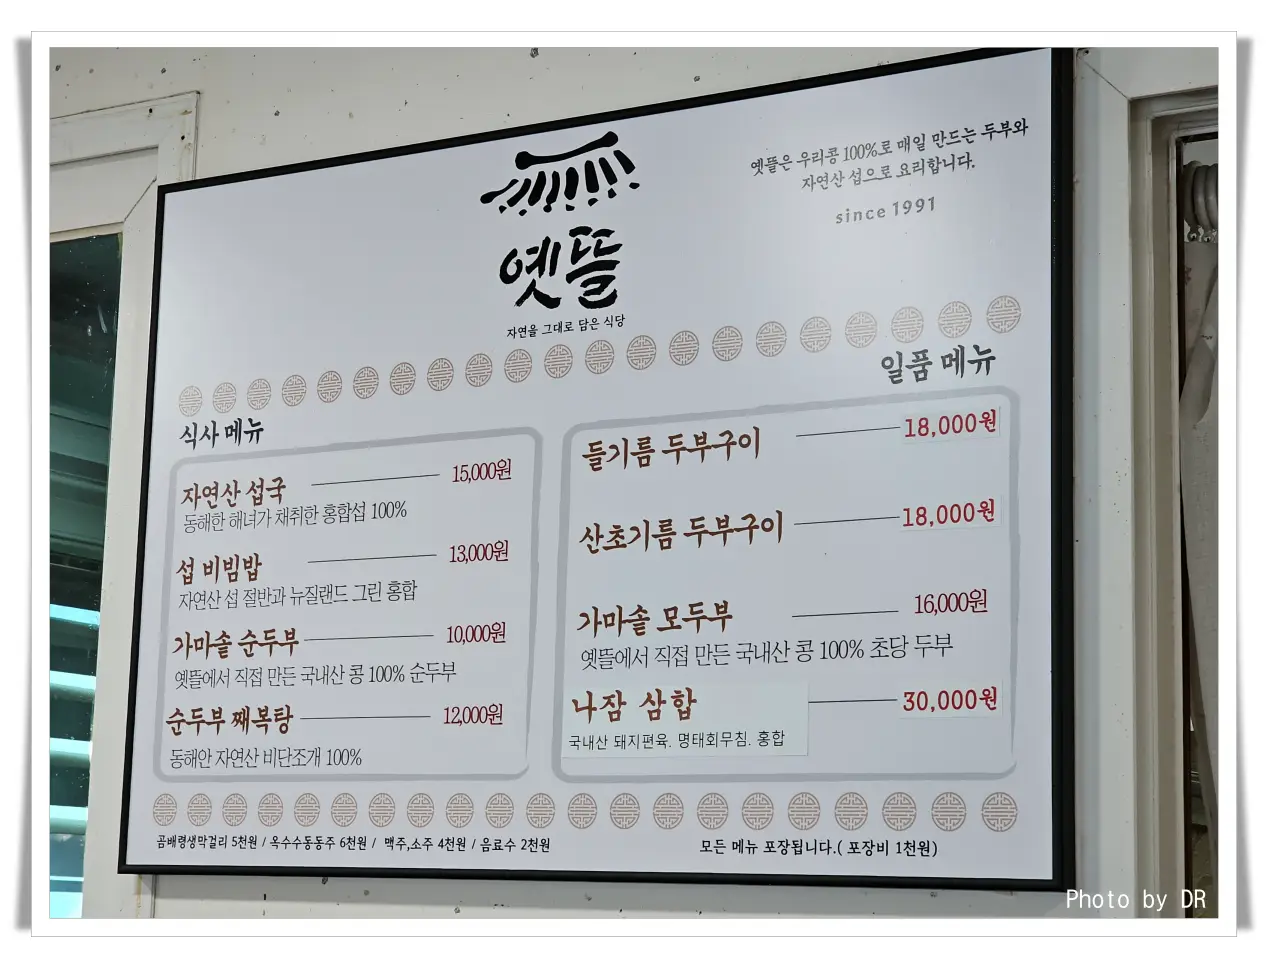 옛뜰은 우리콩 100%로 매일 만드는 두부와
자연산 섭으로 요리합니다.
since 1991
옛뜰
자연을 그대로 담은 식당
식사 메뉴
자연산 섭국 15,000원
동해한 해녀가 채취한 홍합섭 100%
섭 비빔밥 13,000원
자연산 섭 절반과 뉴질랜드 그린 홍합
가마솥 순두부 10,000원
옛뜰에서 직접 만든 국내산 콩 100% 순두부
순두부 째복탕 12,000원
동해안 자연산 비단조개 100%
일품 메뉴
들기름 두부구이 18,000원
산초기름 두부구이 18,000원
가마솥 모두부 16,000원
옛뜰에서 직접 만든 국내산 콩 100% 초당 두부
나잠 삼합 30,000원
국내산 돼지편육. 명태회무침. 홍합
곰배령생막걸리 5천원 / 옥수수동동주 6천원 / 맥주,소주 4천원 / 음료수 2천원
모든 메뉴 포장됩니다.( 포장비 1천원)
Photo by DR